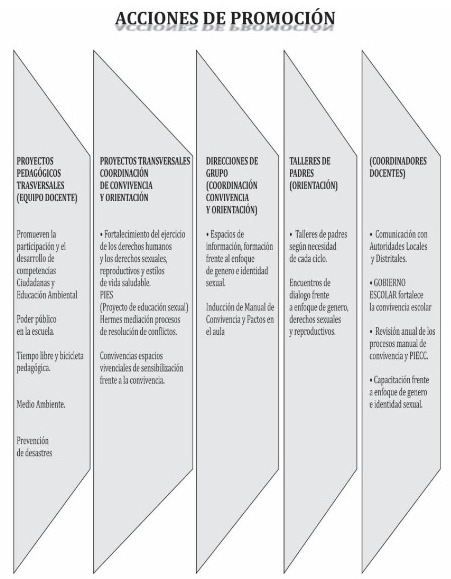 ACCIONES DE PROMOCIÓN
PROYECTOS
PEDAGÓGICOS
TRASVERSALES
(EQUIPO DOCENTE)
Promueven la
participación y el
desarrollo de
competencias
Ciudadanas y
Educación Ambiental
Poder público
en la escuela.
Tiempo libre y bicicleta
pedagógica.
Medio Ambiente.
Prevención
de desastres
PROYECTOS TRANSVERSALES
COORDINACIÓN
DE CONVIVENCIA
Y ORIENTACIÓN
• Fortalecimiento del ejercicio
de los derechos humanos
y los derechos sexuales,
reproductivos y estilos
de vida saludable.
PIES
(Proyecto de educación sexual)
Hermes mediación procesos
de resolución de conflictos.
Convivencias espacios
vivenciales de sensibilización
frente a la convivencia.
DIRECCIONES DE
GRUPO
(COORDINACIÓN
CONVIVENCIA
Y ORIENTACIÓN)
• Espacios de
información, formación
frente al enfoque
de genero e identidad
sexual.
Inducción de Manual de
Convivencia y Pactos en
el aula
TALLERES DE
PADRES
(ORIENTACIÓN)
• Talleres de padres
según necesidad
de cada ciclo.
Encuentros de
dialogo frente
a enfoque de genero,
derechos sexuales
y reproductivos.
(COORDINADORES
DOCENTES)
• Comunicación con
Autoridades Locales
y Distritales.
• GOBIERNO
ESCOLAR fortalece
la convivencia escolar
• Revisión anual de los
procesos manual de
convivencia y PIECC.
• Capacitación frente
a enfoque de genero
e identidad sexual.